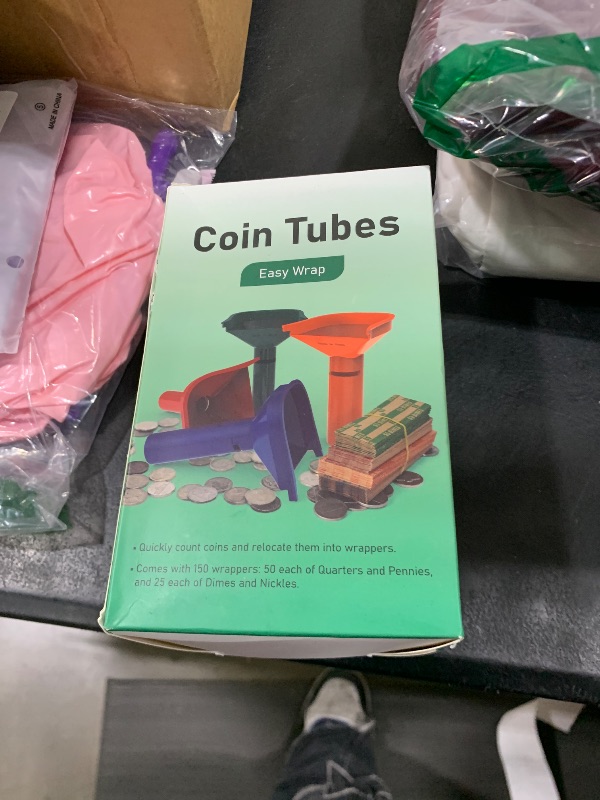 MADE IN CHINA
Coin Tubes
Easy Wrap
• Quickly count coins and relocate them into wrappers.
• Comes with 150 wrappers: 50 each of Quarters and Pennies,
and 25 each of Dimes and Nickles.